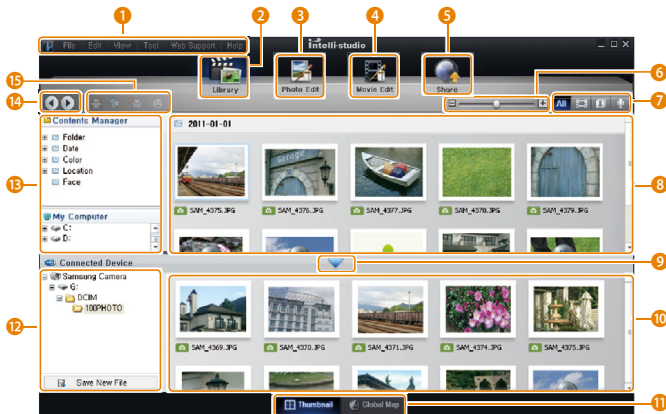 1 2 3 4 5
File Edit View Tool Web Support Help
intelli-studio
Library Photo Edit Movie Edit Share
15 6
14 7
All
Contents Manager
2011-01-01
Folder
Date
Color
Location
Face
13 8
SAM_4375.JPG SAM_4376.JPG SAM_4377.JPG SAM_4378.JPG SAM_4379.JPG
My Computer
C:
D:
Connected Device
9
Samsung Camera
G:
DCIM
100PHOTO
12 10
SAM_4369.JPG SAM_4370.JPG SAM_4371.JPG SAM_4374.JPG SAM_4375.JPG
Save New File
Thumbnail Global Map
11